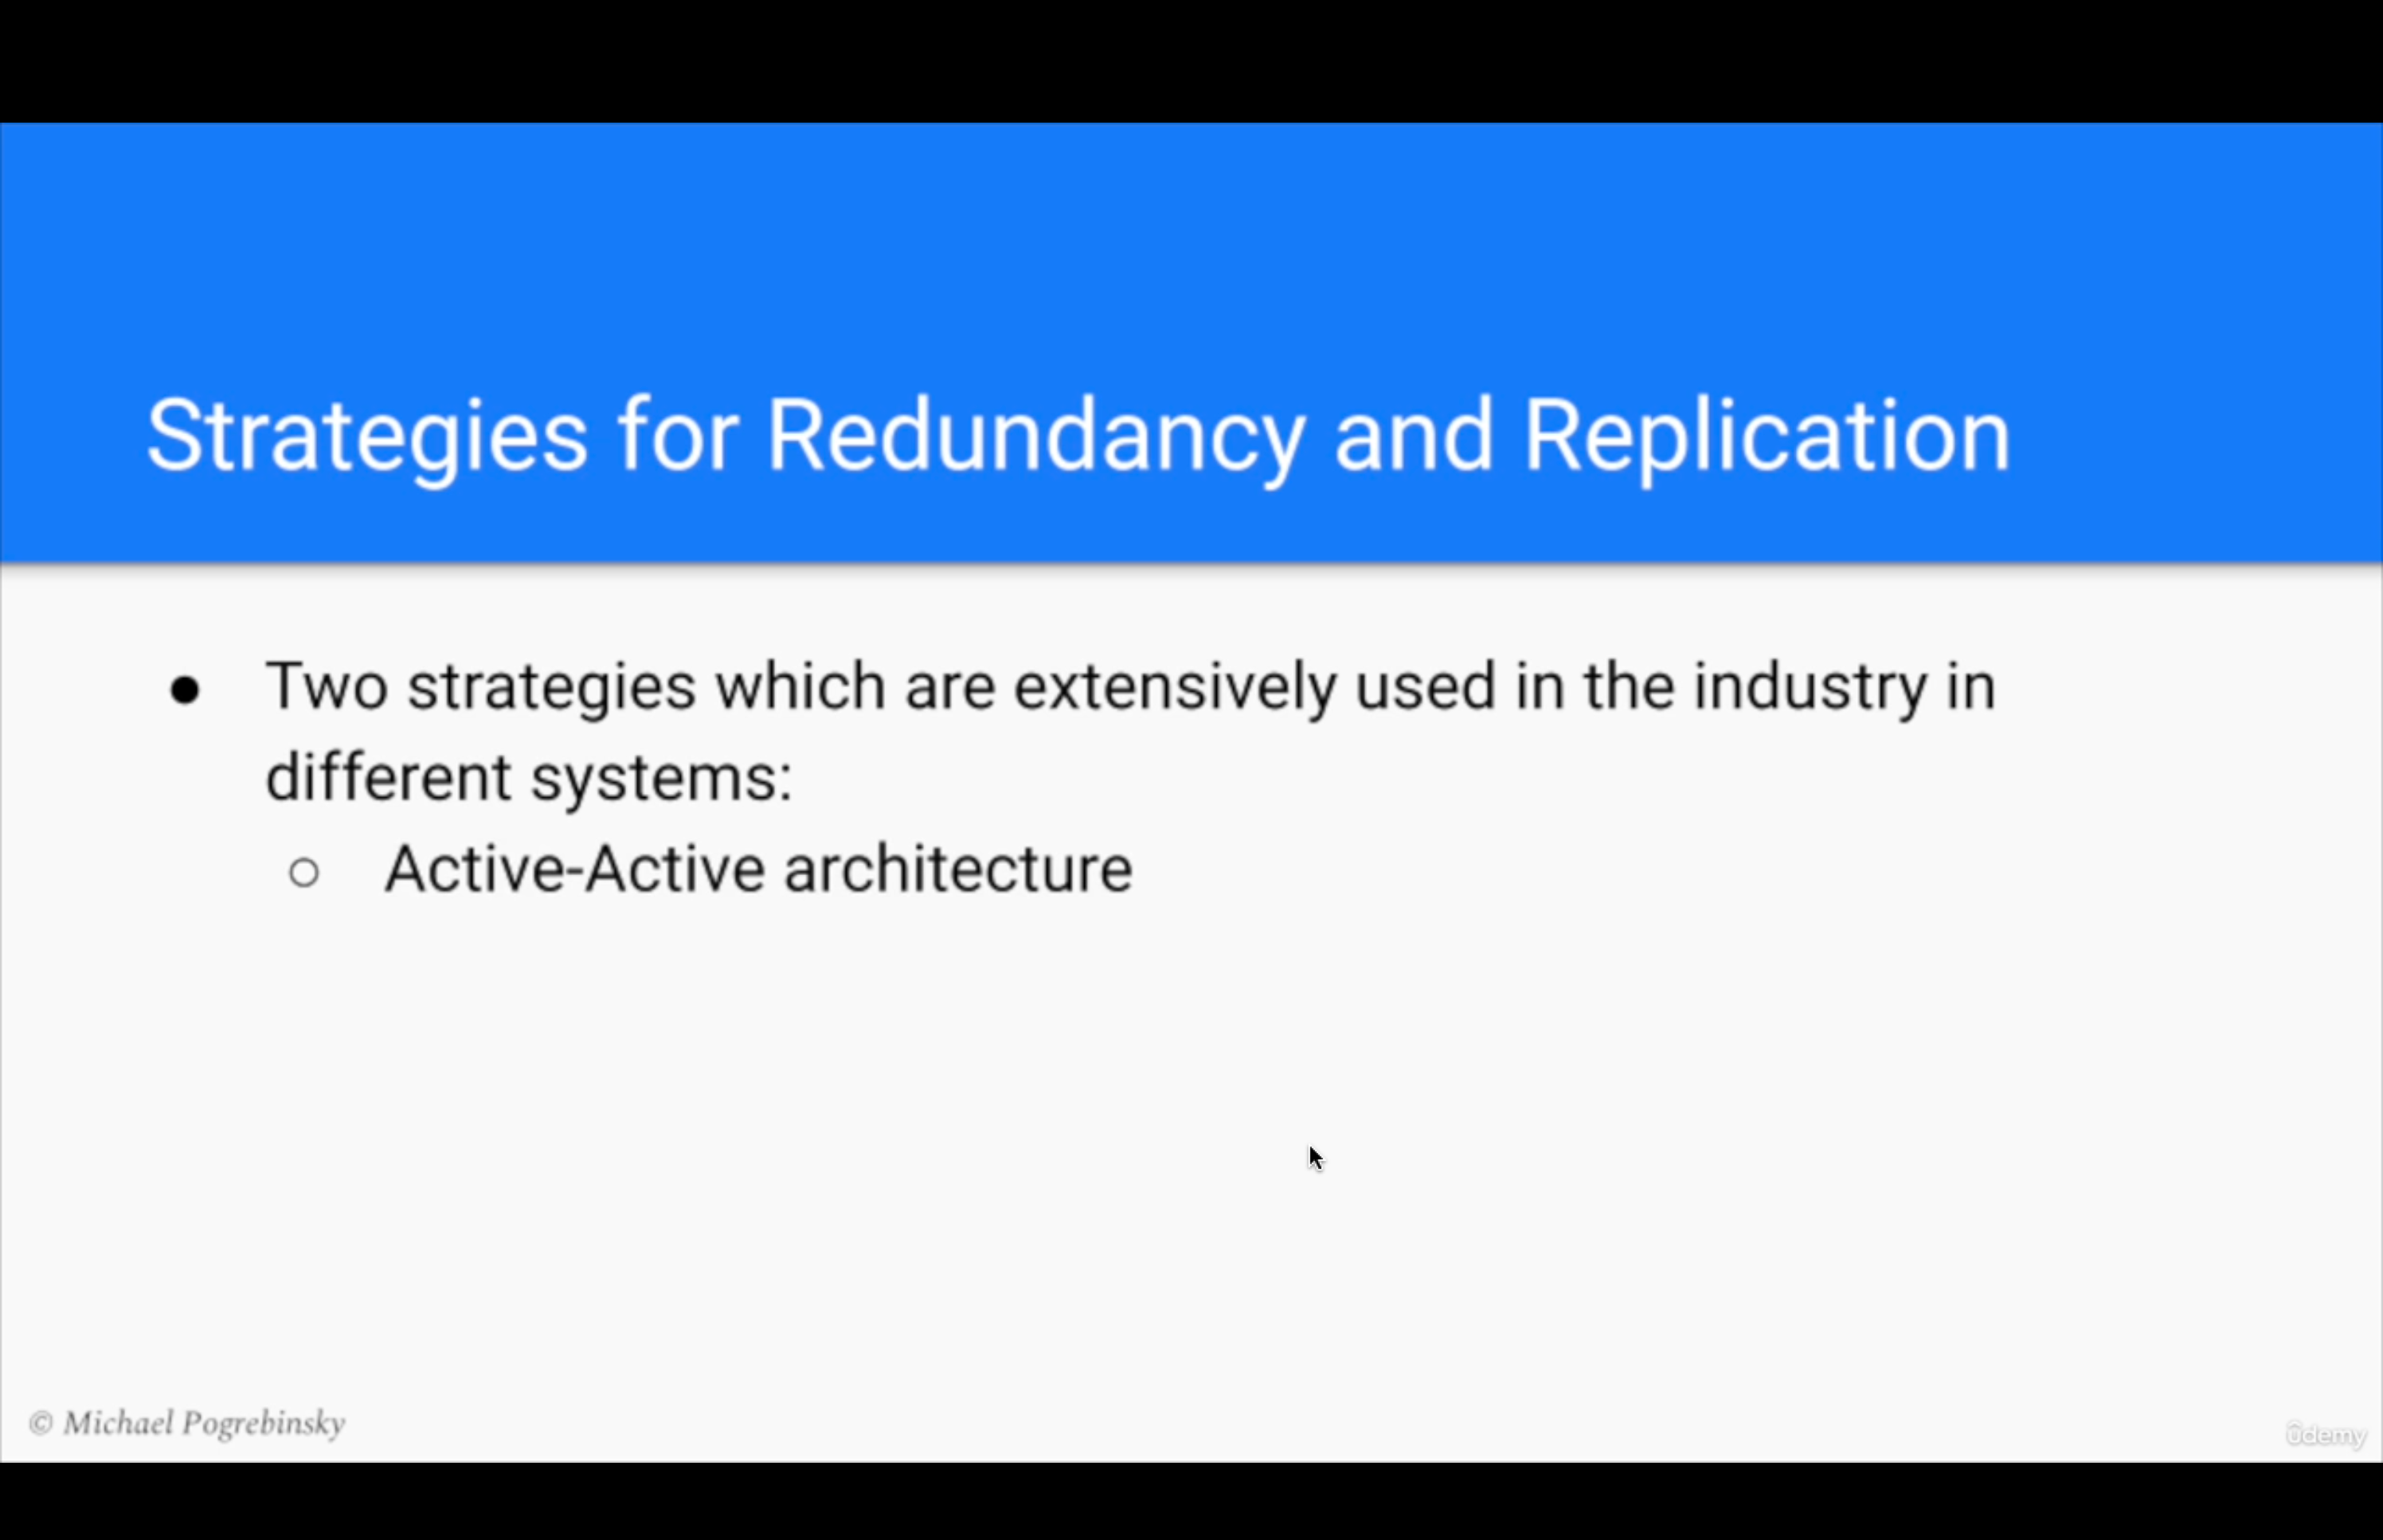 Strategies for Redundancy and Replication
● Two strategies which are extensively used in the industry in
different systems:
○ Active-Active architecture
© Michael Pogrebinsky
ûdemy